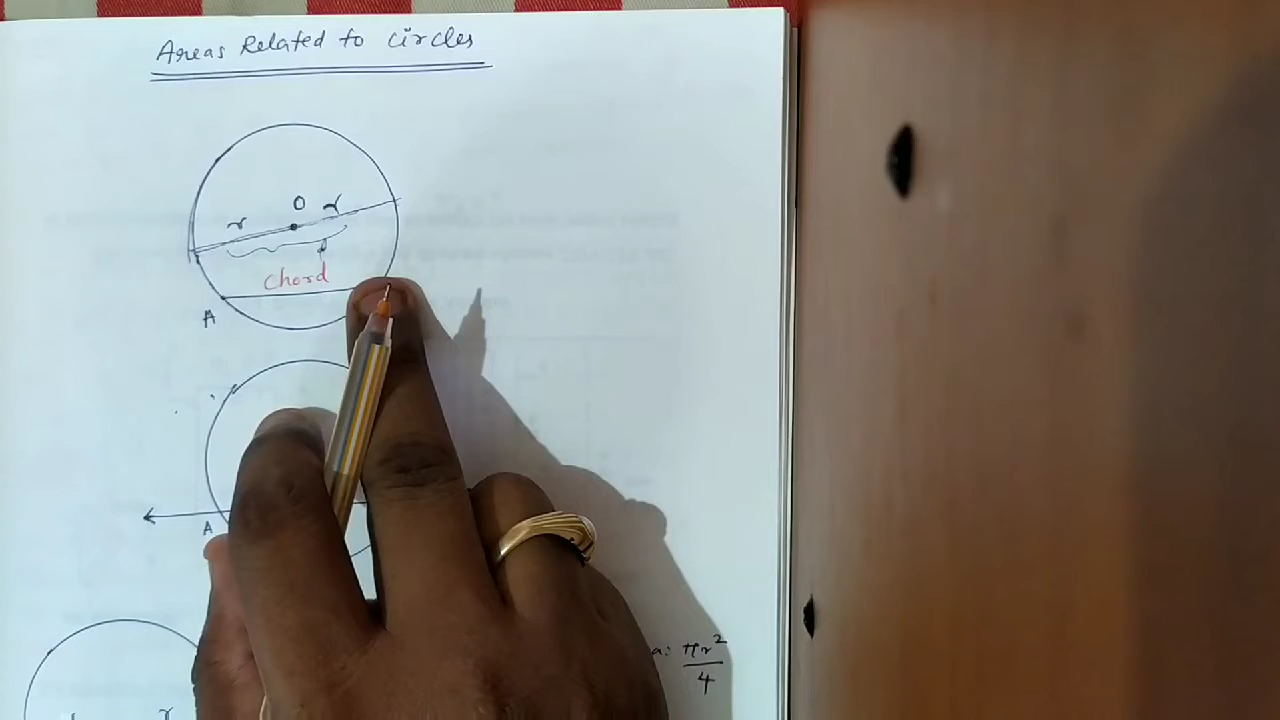 Areas Related to Circles
O
r r
d
Chord
A
A
a: πr²/4
r